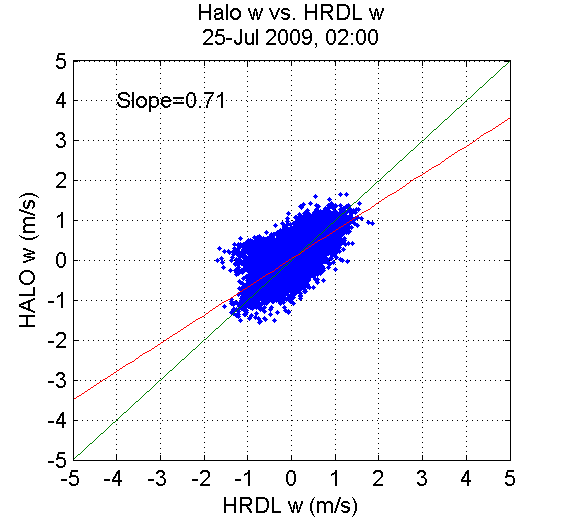 Halo w vs. HRDL w
25-Jul 2009, 02:00
Slope=0.71
5
4
3
2
1
0
-1
-2
-3
-4
-5
HALO w (m/s)
-5 -4 -3 -2 -1 0 1 2 3 4 5
HRDL w (m/s)